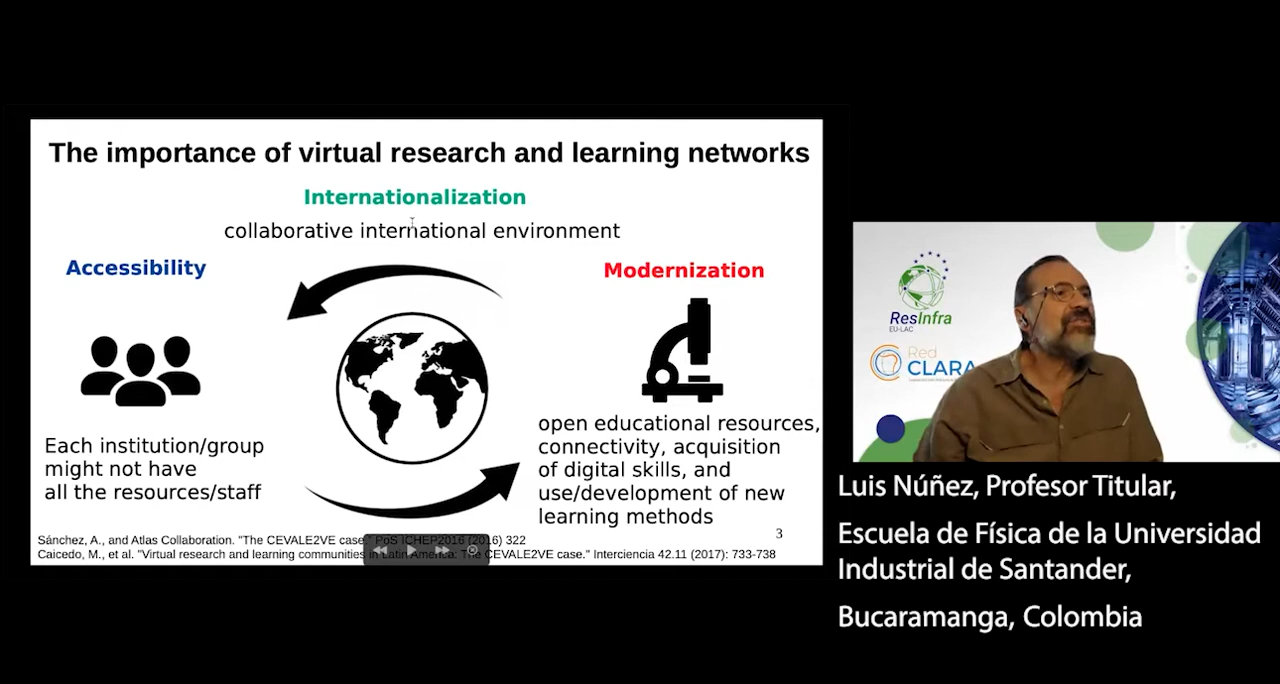 The importance of virtual research and learning networks
Internationalization
collaborative international environment
Accessibility
Modernization
Each institution/group
might not have
all the resources/staff
open educational resources,
connectivity, acquisition
of digital skills, and
use/development of new
learning methods
3
Sánchez, A., and Atlas Collaboration. "The CEVALE2VE case." PoS ICHEP2016 (2016) 322
Caicedo, M., et al. "Virtual research and learning communities in Latin America: The CEVALE2VE case." Interciencia 42.11 (2017): 733-738
ResInfra
EU-LAC
Red
CLARA
Luis Núñez, Profesor Titular,
Escuela de Física de la Universidad
Industrial de Santander,
Bucaramanga, Colombia